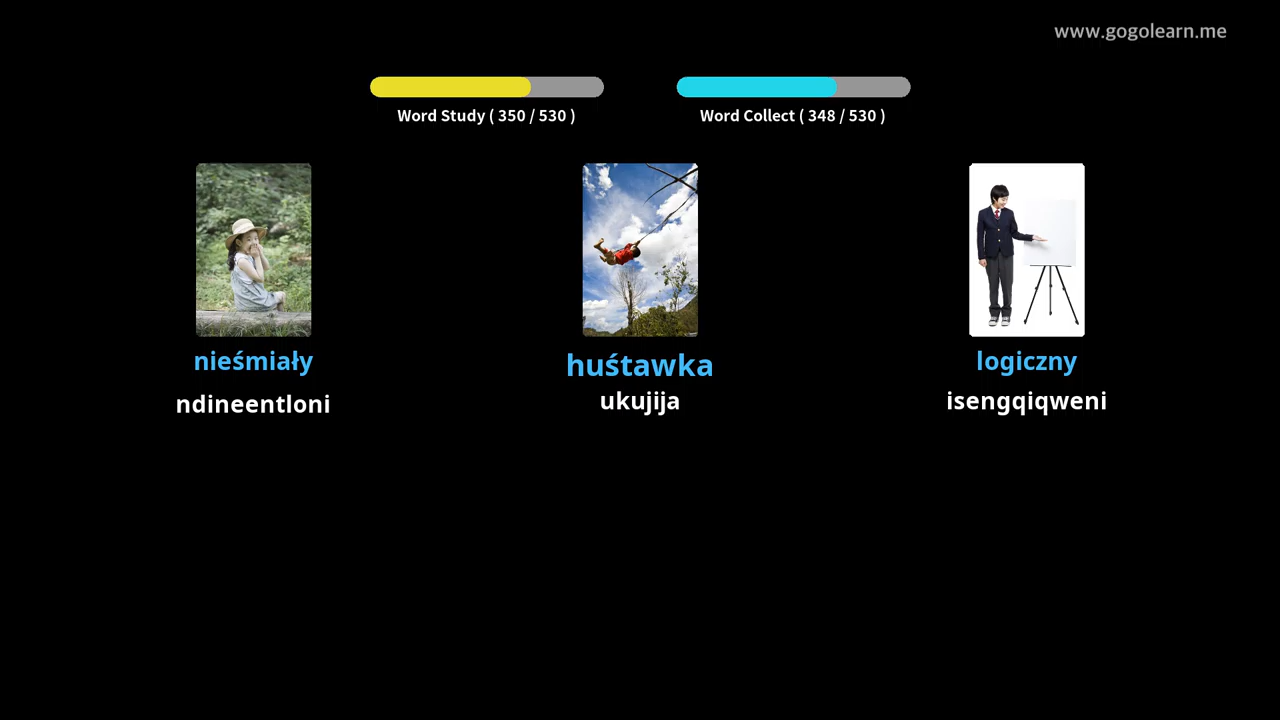 www.gogolearn.me
Word Study ( 350 / 530 )
Word Collect ( 348 / 530 )
nieśmiały
huśtawka
logiczny
ndineentloni
ukujija
isengqiqweni